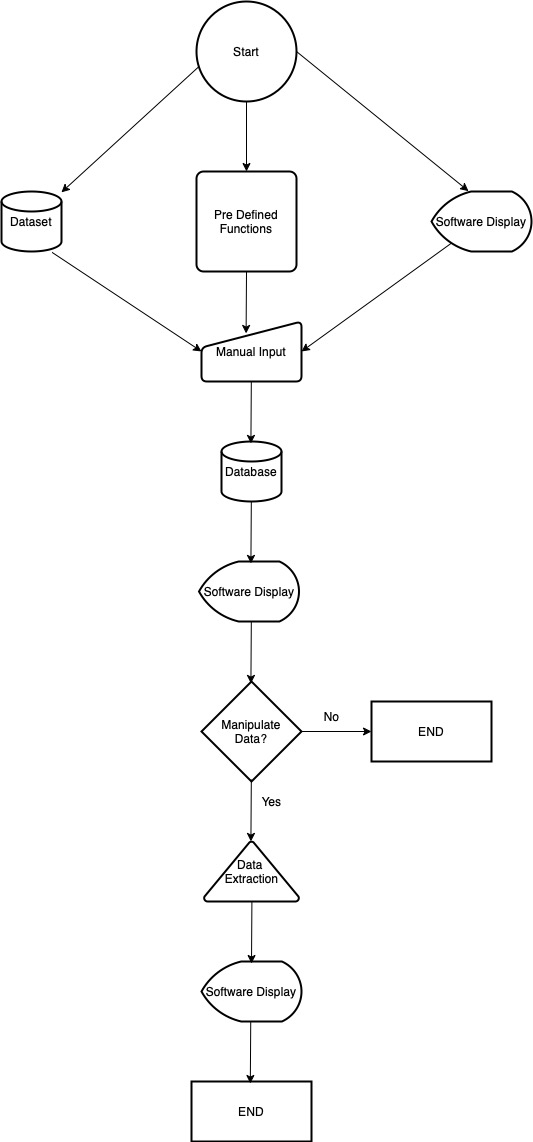 Start
Dataset
Pre Defined
Functions
Software Display
Manual Input
Database
Software Display
Manipulate
Data?
No
END
Yes
Data
Extraction
Software Display
END